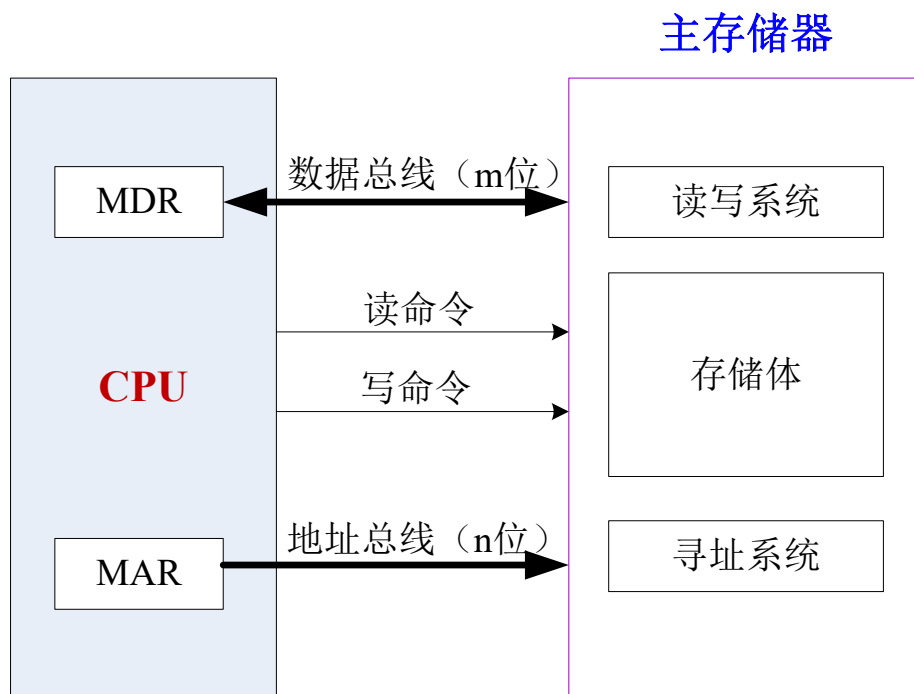 主存储器
数据总线（m位）
MDR
读写系统
读命令
CPU
存储体
写命令
地址总线（n位）
MAR
寻址系统